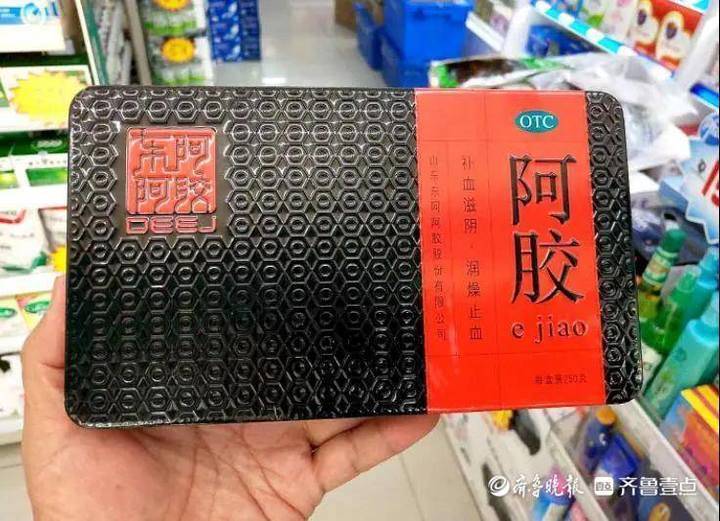 东阿
阿胶
DEEJ
OTC
阿胶
e jiao
补血滋阴·润燥止血
山东东阿阿胶股份有限公司
每盒装250克
齐鲁晚报
齐鲁壹点